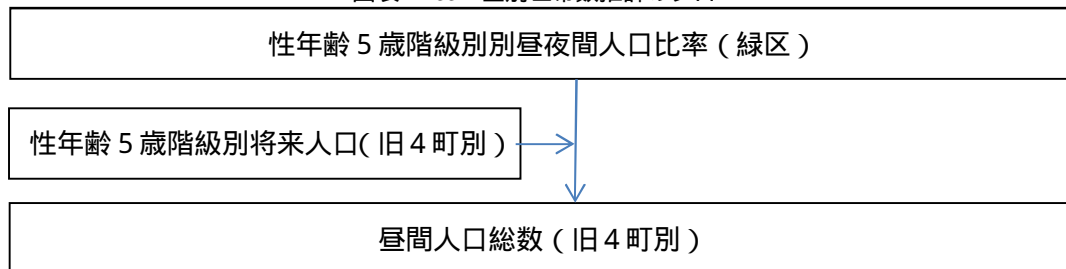 性年齢５歳階級別別昼夜間人口比率（緑区）
性年齢５歳階級別将来人口（旧４町別）
昼間人口総数（旧４町別）